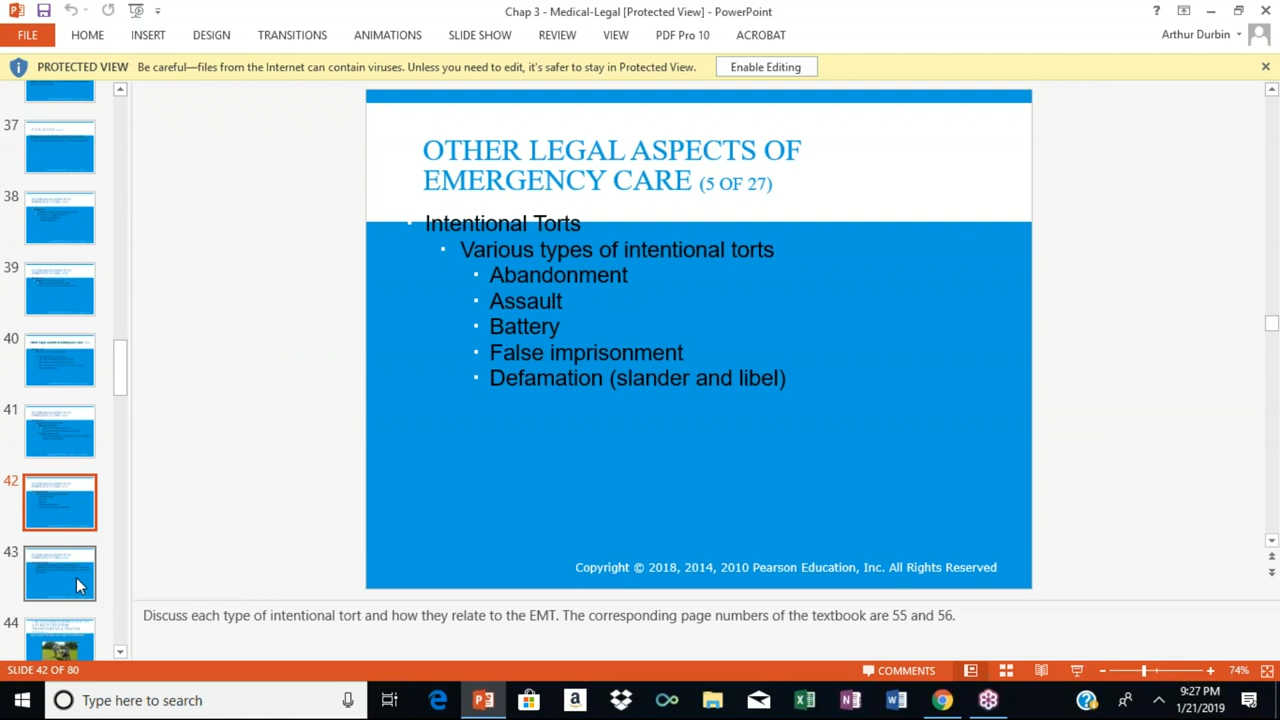 Chap 3 - Medical-Legal [Protected View] - PowerPoint
?
FILE HOME INSERT DESIGN TRANSITIONS ANIMATIONS SLIDE SHOW REVIEW VIEW PDF Pro 10 ACROBAT
Arthur Durbin
PROTECTED VIEW Be careful—files from the Internet can contain viruses. Unless you need to edit, it's safer to stay in Protected View. Enable Editing
37
38
39
40
41
42
43
44
OTHER LEGAL ASPECTS OF
EMERGENCY CARE (5 OF 27)
Intentional Torts
Various types of intentional torts
Abandonment
Assault
Battery
False imprisonment
Defamation (slander and libel)
Copyright © 2018, 2014, 2010 Pearson Education, Inc. All Rights Reserved
Discuss each type of intentional tort and how they relate to the EMT. The corresponding page numbers of the textbook are 55 and 56.
SLIDE 42 OF 80
COMMENTS
74%
Type here to search
9:27 PM
1/21/2019